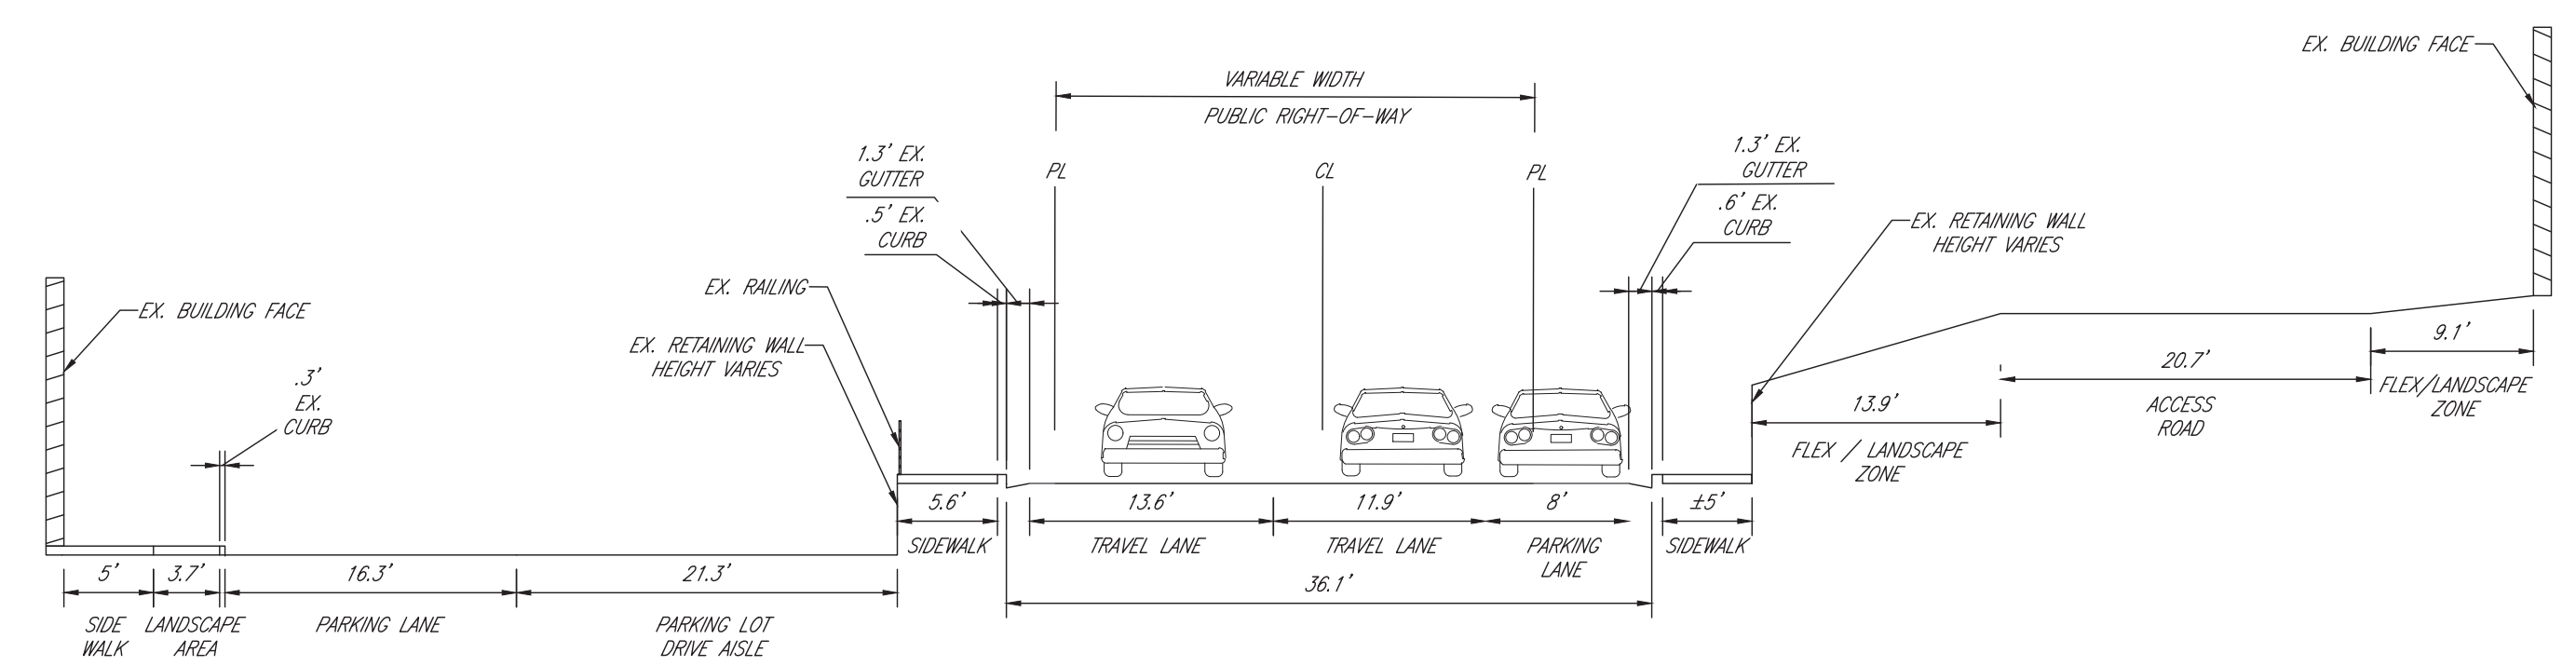 EX. BUILDING FACE
VARIABLE WIDTH
PUBLIC RIGHT-OF-WAY
1.3' EX.
GUTTER
.5' EX.
CURB
PL
CL
PL
1.3' EX.
GUTTER
.6' EX.
CURB
EX. RETAINING WALL
HEIGHT VARIES
EX. RAILING
EX. BUILDING FACE
EX. RETAINING WALL
HEIGHT VARIES
.3'
EX.
CURB
9.1'
FLEX/LANDSCAPE
ZONE
20.7'
ACCESS
ROAD
13.9'
FLEX / LANDSCAPE
ZONE
5.6'
SIDEWALK
13.6'
TRAVEL LANE
11.9'
TRAVEL LANE
8'
PARKING
LANE
±5'
SIDEWALK
36.1'
5'
SIDE
WALK
3.7'
LANDSCAPE
AREA
16.3'
PARKING LANE
21.3'
PARKING LOT
DRIVE AISLE